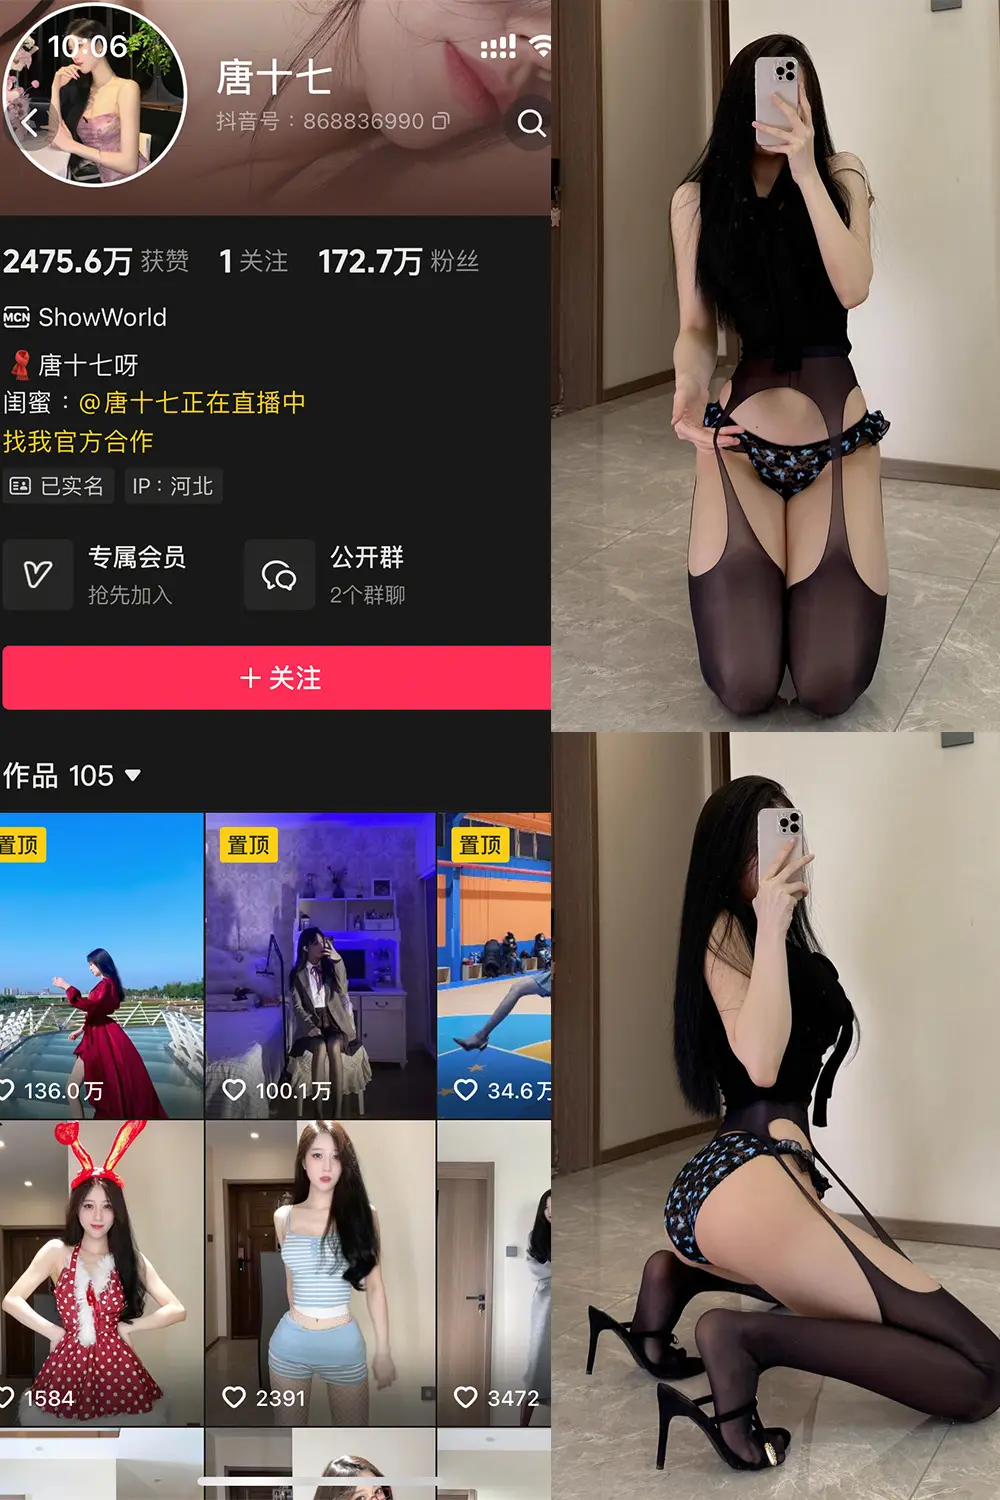 10:06
唐十七
抖音号：868836990
2475.6万 获赞 1 关注 172.7万 粉丝
MCN ShowWorld
唐十七呀
闺蜜：@唐十七正在直播中
找我官方合作
已实名 IP：河北
专属会员 公开群
抢先加入 2个群聊
+ 关注
作品 105
置顶 置顶 置顶
136.0万 100.1万 34.6万
1584 2391 3472